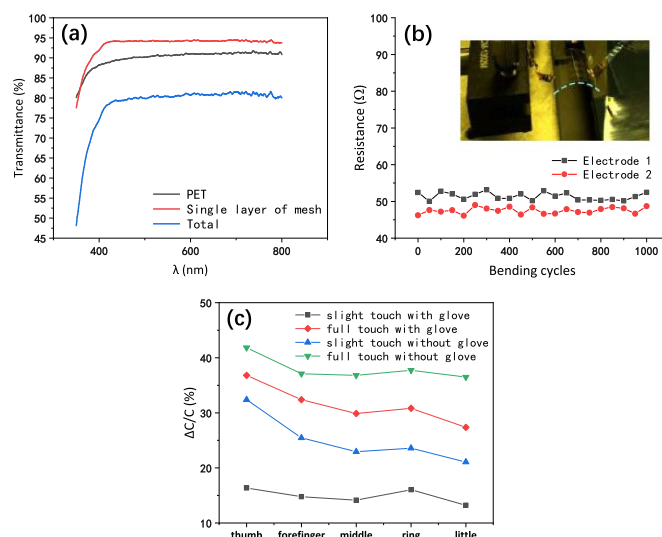 (a)
Transmittance (%)
100
95
90
85
80
75
70
65
60
55
50
45
PET
Single layer of mesh
Total
400
600
800
λ (nm)
(b)
Resistance (Ω)
100
90
80
70
60
50
40
Electrode 1
Electrode 2
0
200
400
600
800
1000
Bending cycles
(c)
ΔC/C (%)
50
40
30
20
10
slight touch with glove
full touch with glove
slight touch without glove
full touch without glove
thumb
forefinger
middle
ring
little